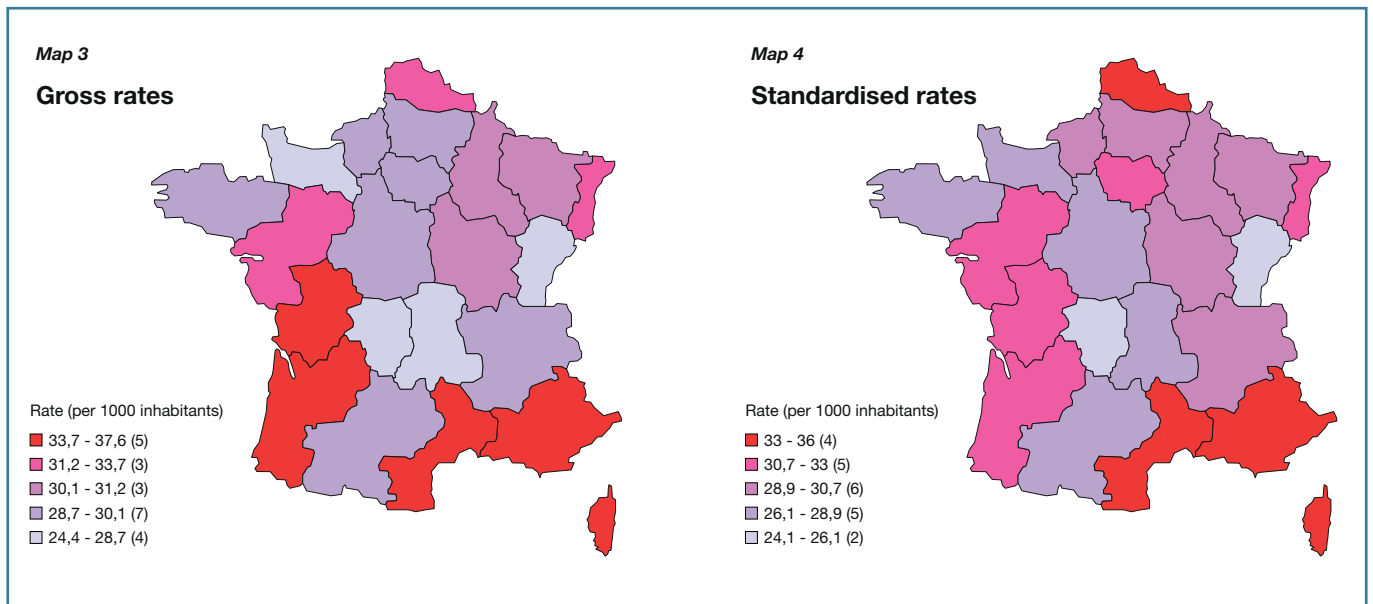 Map 3
Gross rates
Rate (per 1000 inhabitants)
33,7 - 37,6 (5)
31,2 - 33,7 (3)
30,1 - 31,2 (3)
28,7 - 30,1 (7)
24,4 - 28,7 (4)
Map 4
Standardised rates
Rate (per 1000 inhabitants)
33 - 36 (4)
30,7 - 33 (5)
28,9 - 30,7 (6)
26,1 - 28,9 (5)
24,1 - 26,1 (2)